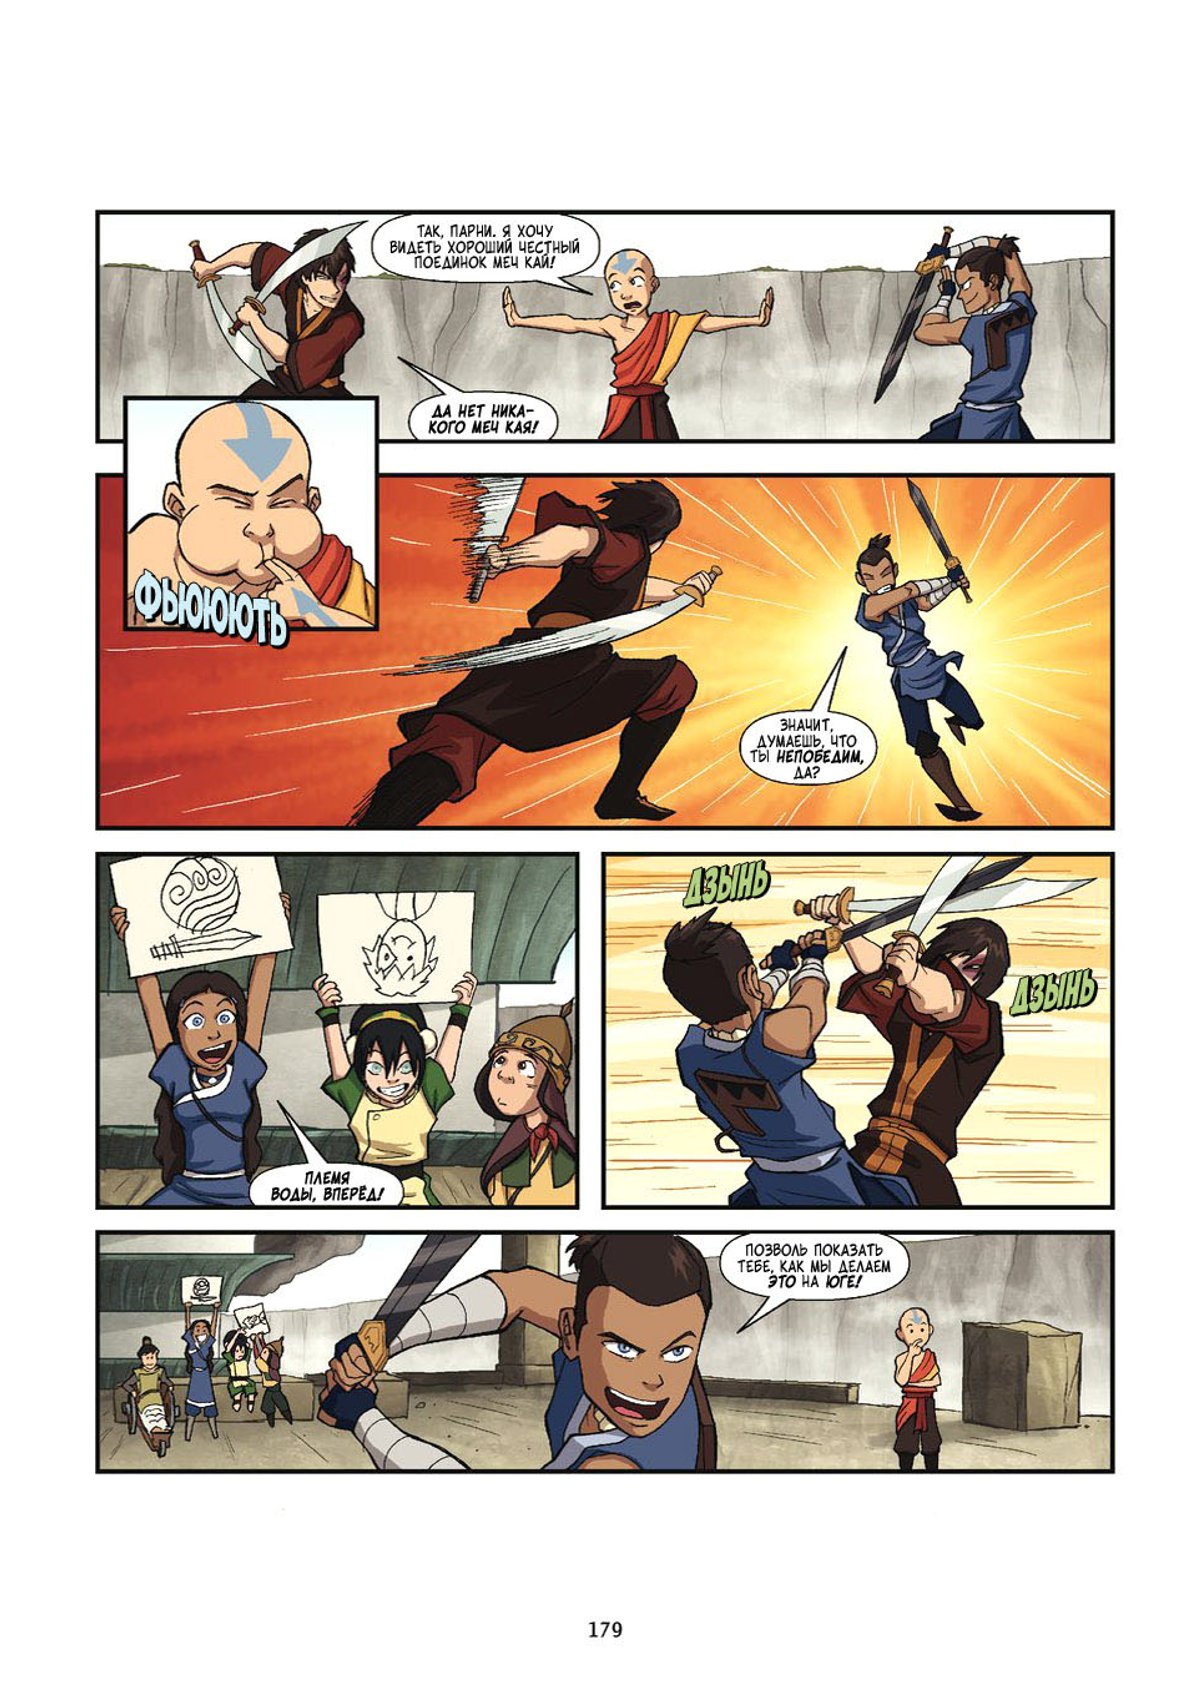 ТАК, ПАРНИ. Я ХОЧУ
ВИДЕТЬ ХОРОШИЙ ЧЕСТНЫЙ
ПОЕДИНОК МЕЧ КАЙ!
ДА НЕТ НИКА-
КОГО МЕЧ КАЯ!
ФЬЮЮЮТЬ
ЗНАЧИТ,
ДУМАЕШЬ, ЧТО
ТЫ НЕПОБЕДИМ,
ДА?
ПЛЕМЯ
ВОДЫ, ВПЕРЁД!
ДЗЫНЬ
ДЗЫНЬ
ПОЗВОЛЬ ПОКАЗАТЬ
ТЕБЕ, КАК МЫ ДЕЛАЕМ
ЭТО НА ЮГЕ!
179